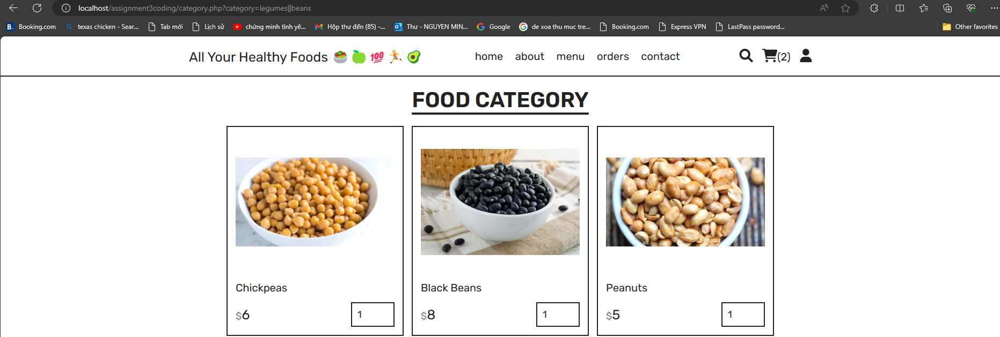 localhost/assignment3coding/category.php?category=legumes||beans
Booking.com texas chicken - Sear... Tab mới Lịch sử chứng minh tình yê... Hộp thư đến (85) -... Thư - NGUYEN MIN... Google de xoa thu muc tre... Booking.com Express VPN LastPass password... Other favorites
All Your Healthy Foods 🥗 🍏 💯 🏃 🥑 home about menu orders contact (2)
FOOD CATEGORY
Chickpeas Black Beans Peanuts
$6 1 $8 1 $5 1